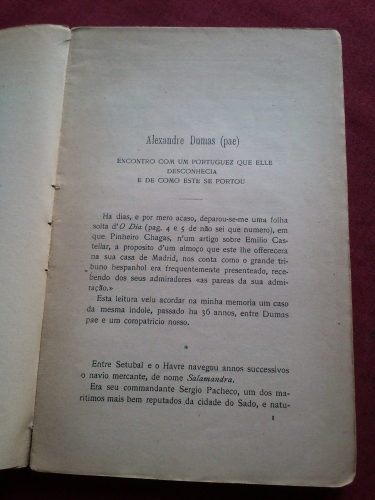 Alexandre Dumas (pae)
ENCONTRO COM UM PORTUGUEZ QUE ELLE
DESCONHECIA
E DE COMO ESTE SE PORTOU
Ha dias, e por mero acaso, deparou-se-me uma folha
solta d'O Dia (pag. 4 e 5 de não sei que numero), em
que Pinheiro Chagas, n'um artigo sobre Emilio Cas-
tellar, a proposito d'um almoço que este lhe offerecera
na sua casa de Madrid, nos conta como o grande tri-
buno hespanhol era frequentemente presenteado, rece-
bendo dos seus admiradores «as pareas da sua admi-
ração.»
Esta leitura veiu acordar na minha memoria um caso
da mesma indole, passado ha 36 annos, entre Dumas
pae e um compatricio nosso.
*
Entre Setubal e o Havre navegou annos successivos
o navio mercante, de nome Salamandra.
Era seu commandante Sergio Pacheco, um dos ma-
ritimos mais bem reputados da cidade do Sado, e natu-
1